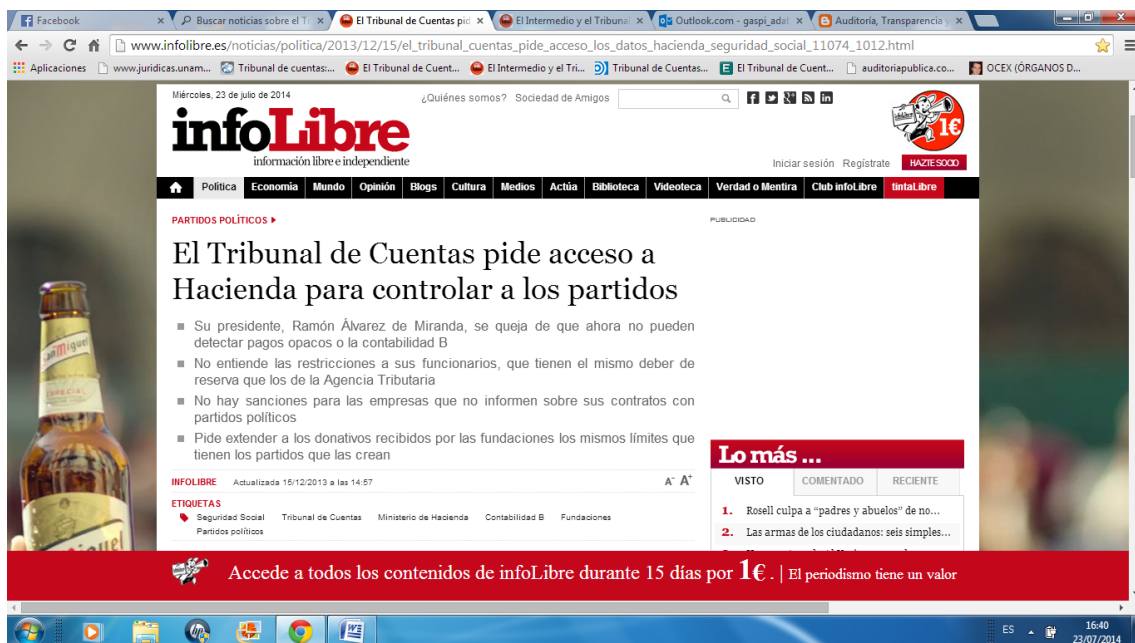 Facebook
Buscar noticias sobre el Tr
El Tribunal de Cuentas pid
El Intermedio y el Tribunal
Outlook.com - gaspi_adal
Auditoría, Transparencia y
www.infolibre.es/noticias/politica/2013/12/15/el_tribunal_cuentas_pide_acceso_los_datos_hacienda_seguridad_social_11074_1012.html
Aplicaciones
www.juridicas.unam...
Tribunal de cuentas:...
El Tribunal de Cuent...
El Intermedio y el Tri...
Tribunal de Cuentas...
El Tribunal de Cuent...
auditoriapublica.co...
OCEX (ÓRGANOS D...
Miércoles, 23 de julio de 2014
¿Quiénes somos? Sociedad de Amigos
infoLibre
información libre e independiente
1€
Iniciar sesión Regístrate HAZTE SOCIO
Política Economía Mundo Opinión Blogs Cultura Medios Actúa Biblioteca Videoteca Verdad o Mentira Club infoLibre tintaLibre
PARTIDOS POLÍTICOS
PUBLICIDAD
El Tribunal de Cuentas pide acceso a
Hacienda para controlar a los partidos
Su presidente, Ramón Álvarez de Miranda, se queja de que ahora no pueden
detectar pagos opacos o la contabilidad B
No entiende las restricciones a sus funcionarios, que tienen el mismo deber de
reserva que los de la Agencia Tributaria
No hay sanciones para las empresas que no informen sobre sus contratos con
partidos políticos
Pide extender a los donativos recibidos por las fundaciones los mismos límites que
tienen los partidos que las crean
INFOLIBRE Actualizada 15/12/2013 a las 14:57
A- A+
ETIQUETAS
Seguridad Social Tribunal de Cuentas Ministerio de Hacienda Contabilidad B Fundaciones
Partidos políticos
Lo más ...
VISTO COMENTADO RECIENTE
1. Rosell culpa a “padres y abuelos” de no...
2. Las armas de los ciudadanos: seis simples...
San Miguel
ESPECIAL
Accede a todos los contenidos de infoLibre durante 15 días por 1€ . | El periodismo tiene un valor
ES
16:40
23/07/2014